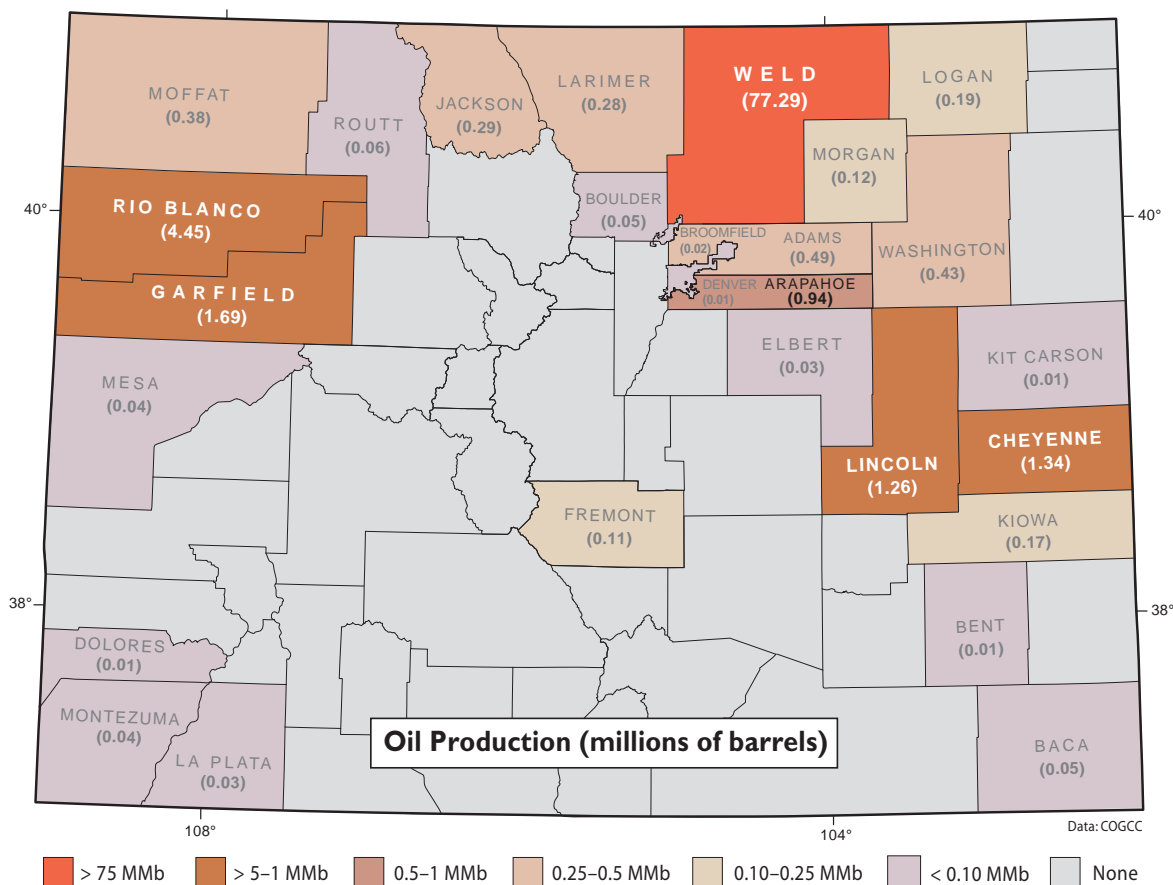 MOFFAT
(0.38)
ROUTT
(0.06)
JACKSON
(0.29)
LARIMER
(0.28)
WELD
(77.29)
LOGAN
(0.19)
MORGAN
(0.12)
40°
40°
RIO BLANCO
(4.45)
BOULDER
(0.05)
BROOMFIELD
(0.02)
ADAMS
(0.49)
WASHINGTON
(0.43)
GARFIELD
(1.69)
DENVER
(0.01)
ARAPAHOE
(0.94)
MESA
(0.04)
ELBERT
(0.03)
KIT CARSON
(0.01)
LINCOLN
(1.26)
CHEYENNE
(1.34)
FREMONT
(0.11)
KIOWA
(0.17)
38°
38°
DOLORES
(0.01)
BENT
(0.01)
MONTEZUMA
(0.04)
LA PLATA
(0.03)
Oil Production (millions of barrels)
BACA
(0.05)
108°
104°
Data: COGCC
> 75 MMb
> 5–1 MMb
0.5–1 MMb
0.25–0.5 MMb
0.10–0.25 MMb
< 0.10 MMb
None